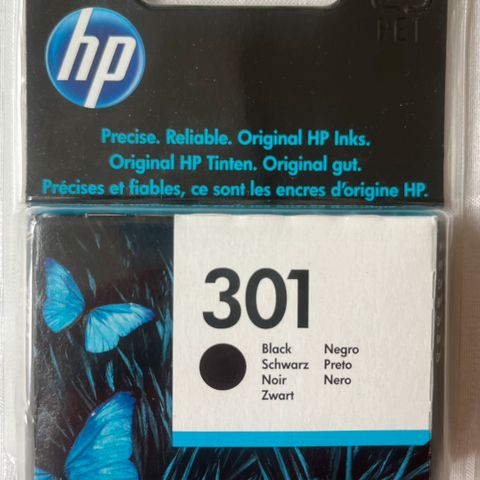 hp
PET
Precise. Reliable. Original HP Inks.
Original HP Tinten. Original gut.
Précises et fiables, ce sont les encres d'origine HP.
301
Black Negro
Schwarz Preto
Noir Nero
Zwart